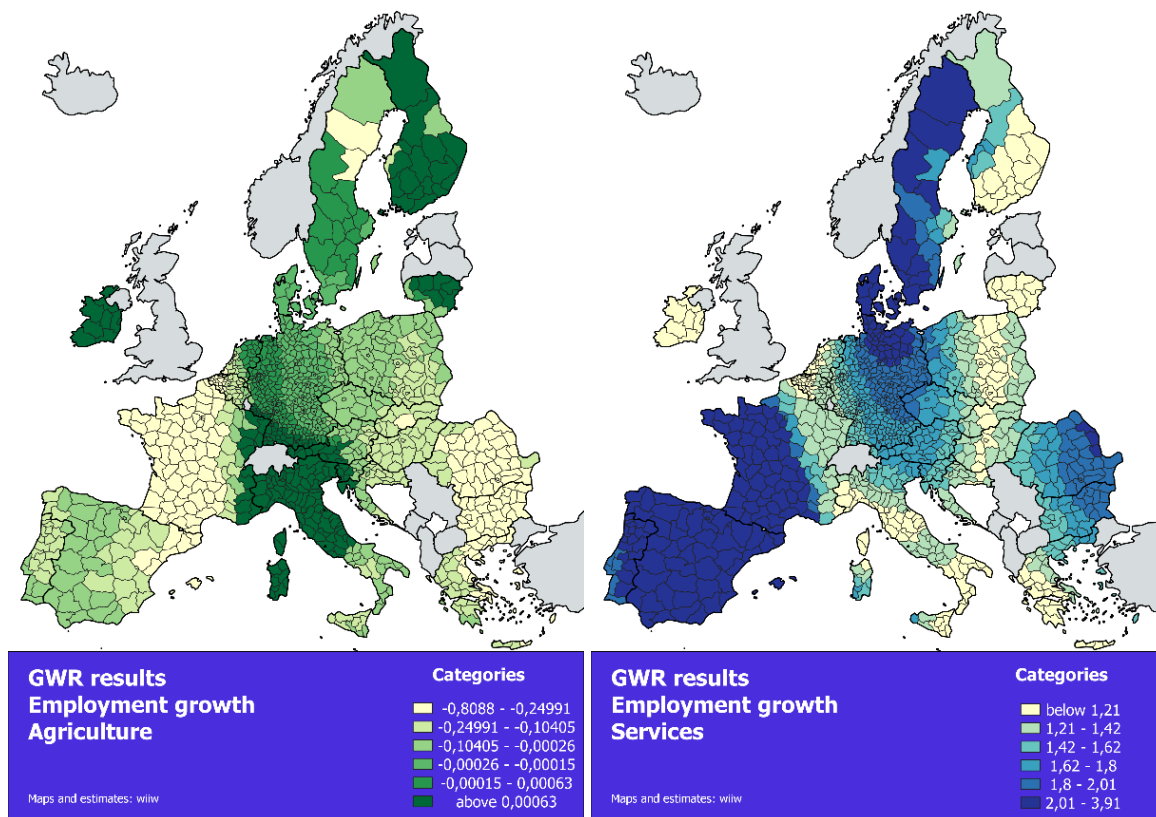 GWR results
Employment growth
Agriculture
Maps and estimates: wiiw
Categories
-0,8088 - -0,24991
-0,24991 - -0,10405
-0,10405 - -0,00026
-0,00026 - -0,00015
-0,00015 - 0,00063
above 0,00063
GWR results
Employment growth
Services
Maps and estimates: wiiw
Categories
below 1,21
1,21 - 1,42
1,42 - 1,62
1,62 - 1,8
1,8 - 2,01
2,01 - 3,91